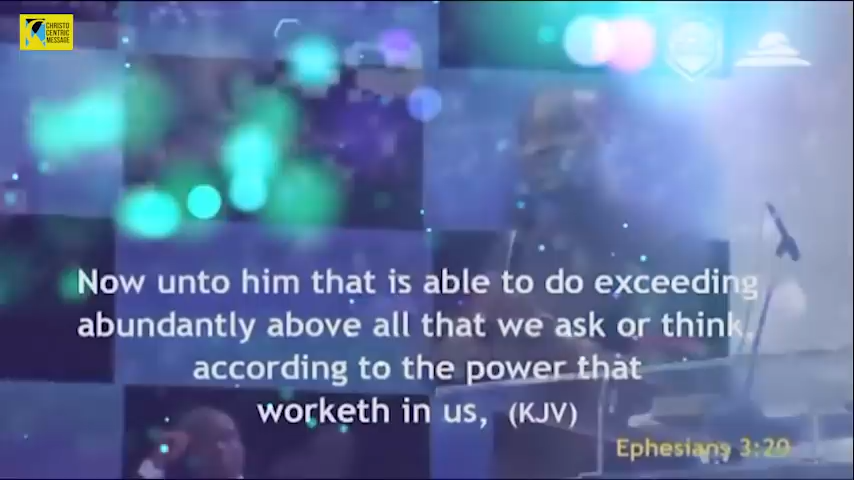 CHRISTO
CENTRIC
MESSAGE
Now unto him that is able to do exceeding
abundantly above all that we ask or think,
according to the power that
worketh in us, (KJV)
Ephesians 3:20